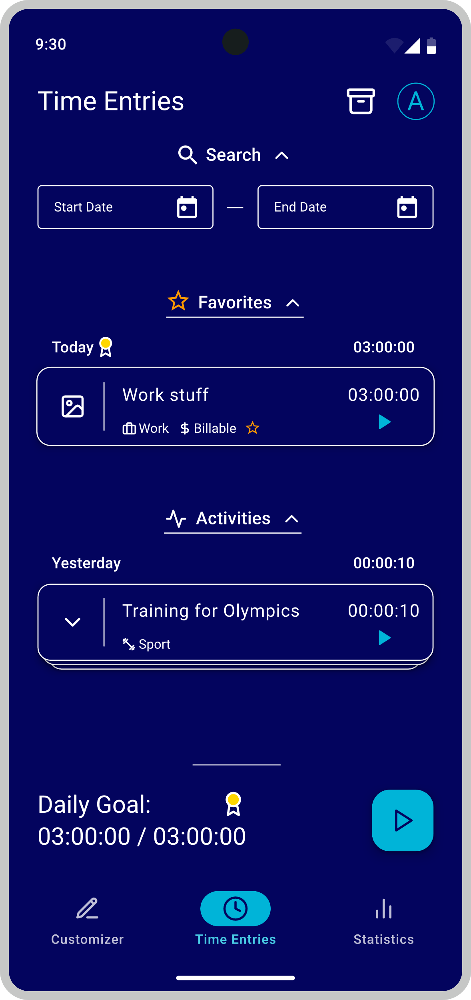 9:30
Time Entries
A
Search
Start Date
End Date
Favorites
Today
03:00:00
Work stuff
03:00:00
Work
Billable
Activities
Yesterday
00:00:10
Training for Olympics
00:00:10
Sport
Daily Goal:
03:00:00 / 03:00:00
Customizer
Time Entries
Statistics